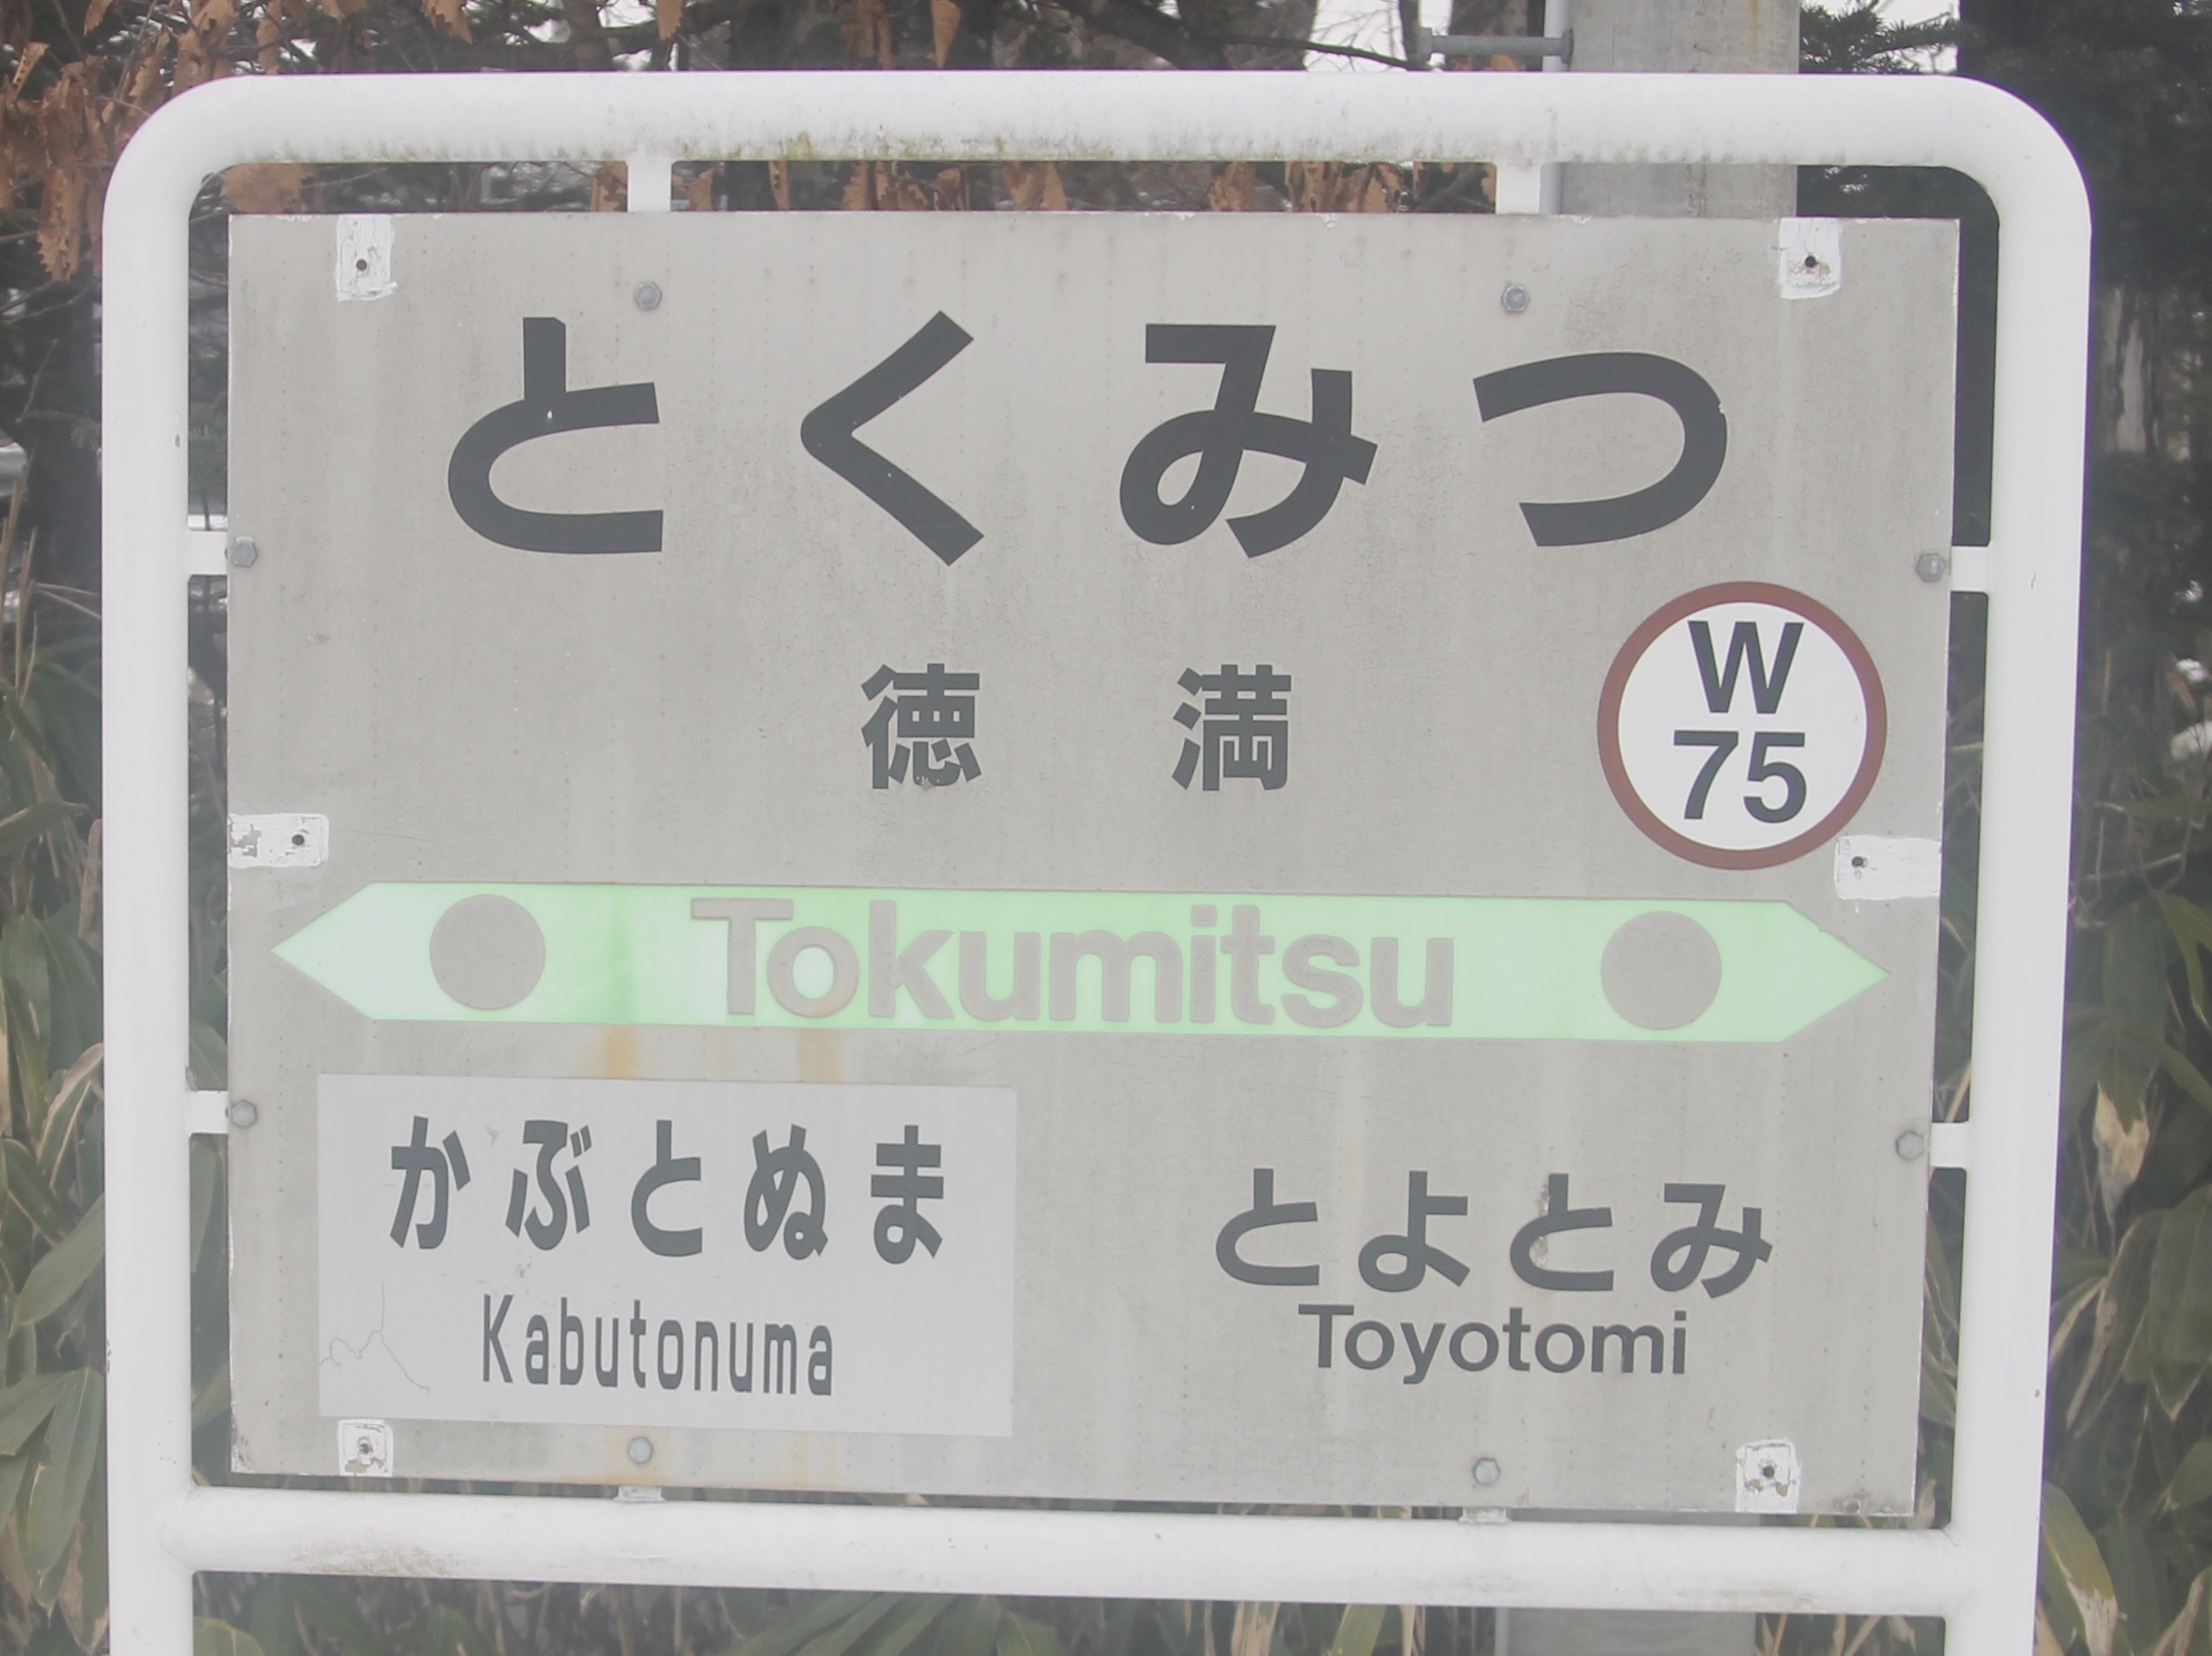 とくみつ
徳満
W
75
Tokumitsu
かぶとぬま
Kabutonuma
とよとみ
Toyotomi